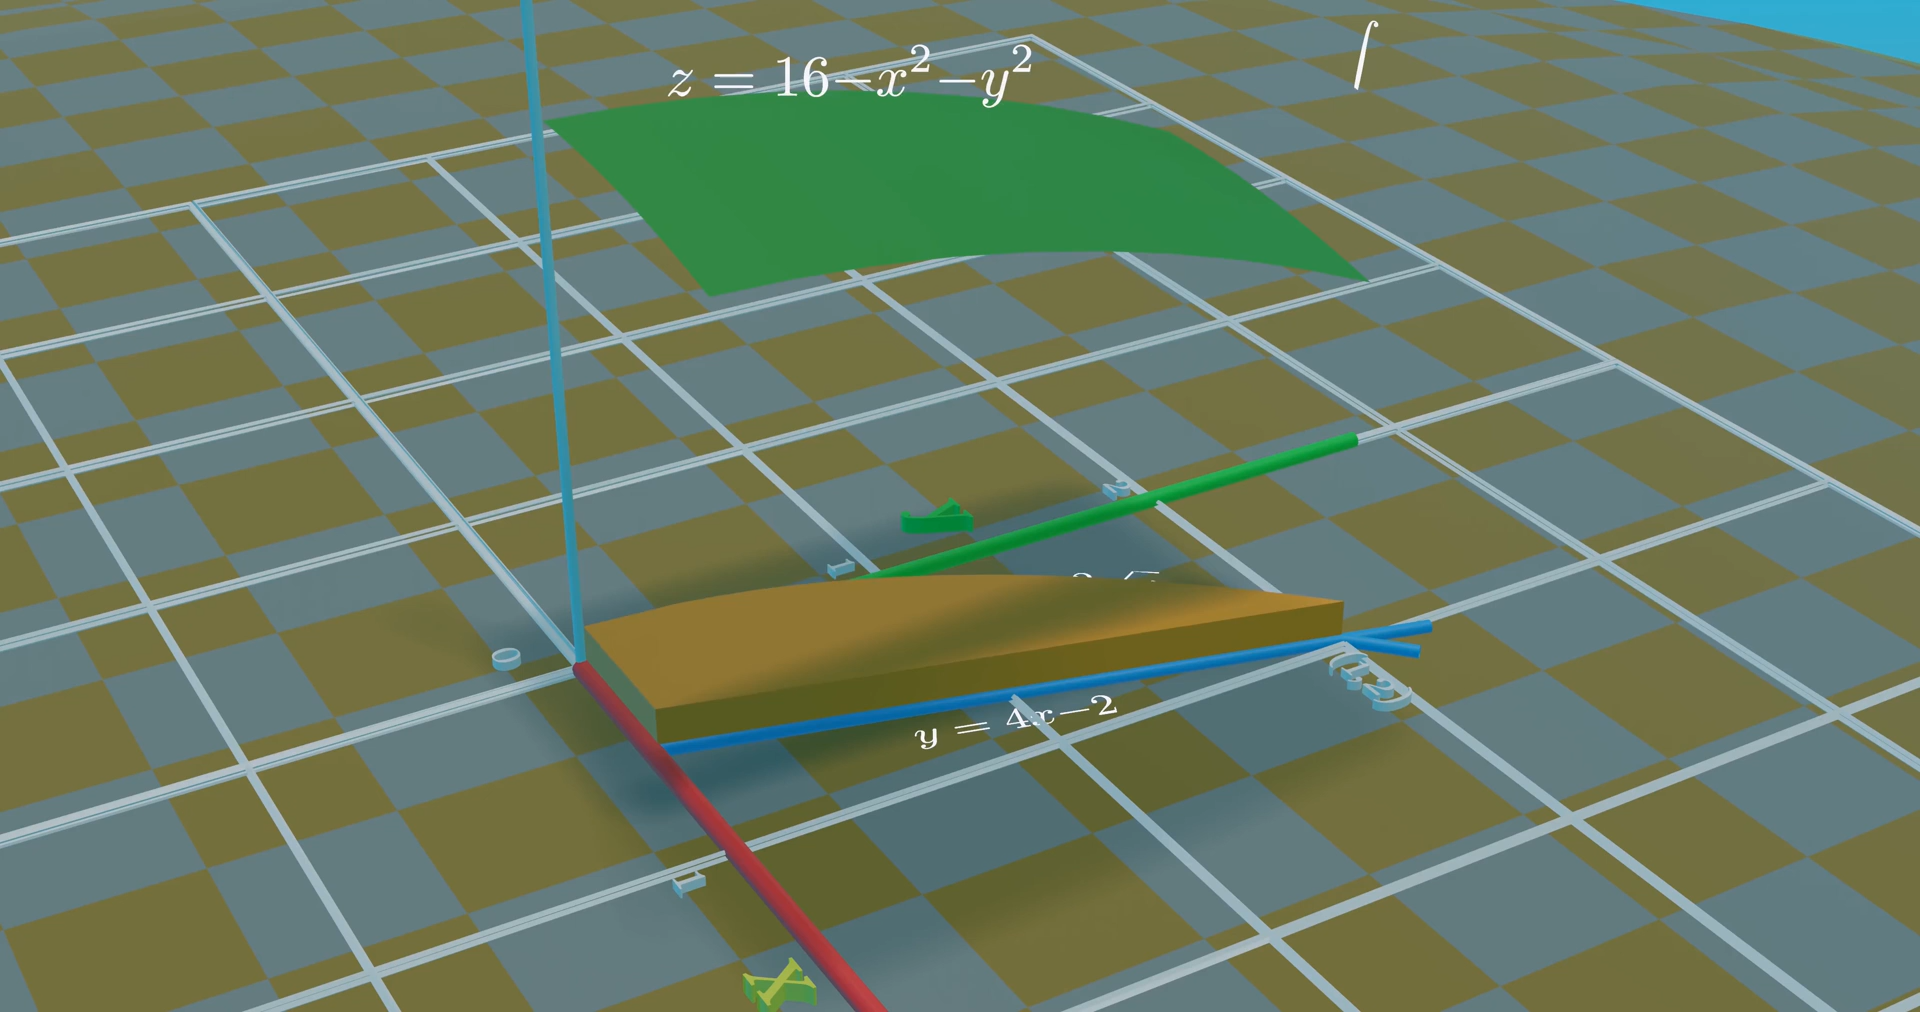 z = 16−x²−y²
∫
2
Y
1
0
(1,2)
y = 4x−2
1
X